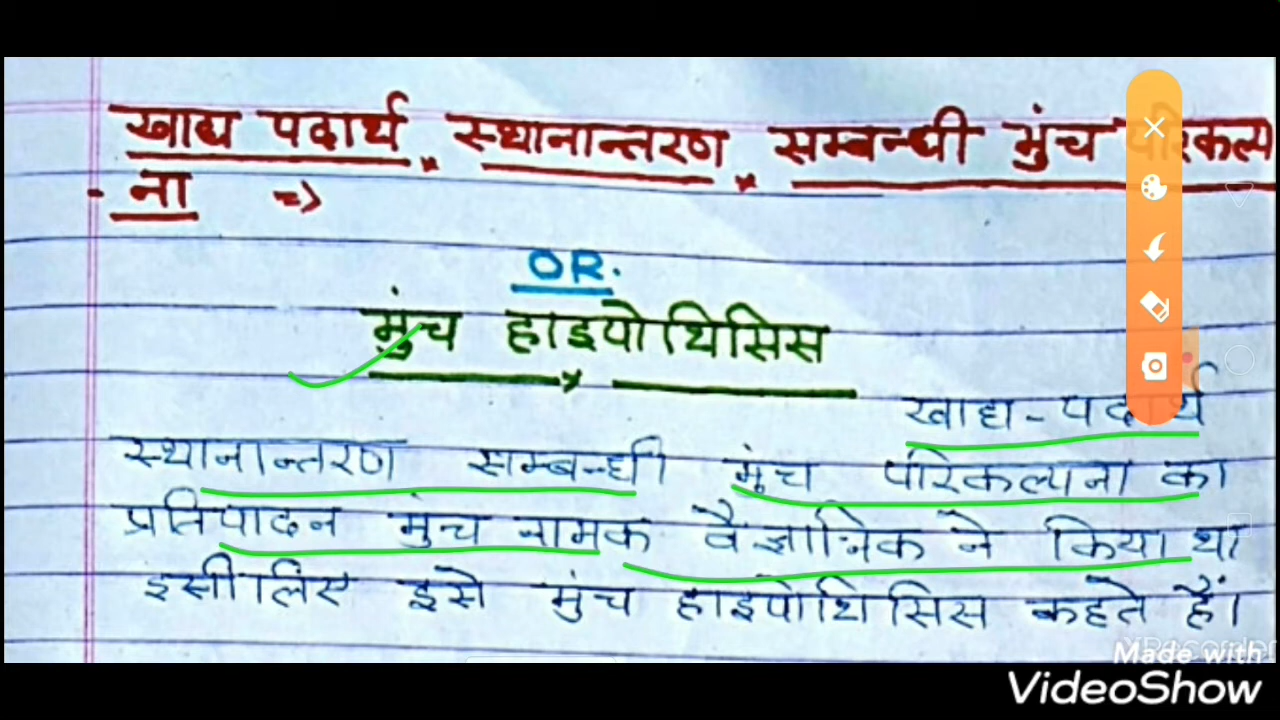 खाद्य पदार्थ स्थानान्तरण सम्बन्धी मुंच परिकल्प
- ना =>
OR.
मुंच हाइपोथिसिस
खाद्य - पदार्थ
स्थानान्तरण सम्बन्धी मुंच परिकल्पना का
प्रतिपादन मुंच नामक वैज्ञानिक ने किया था
इसीलिए इसे मुंच हाइपोथिसिस कहते हैं।
XRecorder
Made with
VideoShow